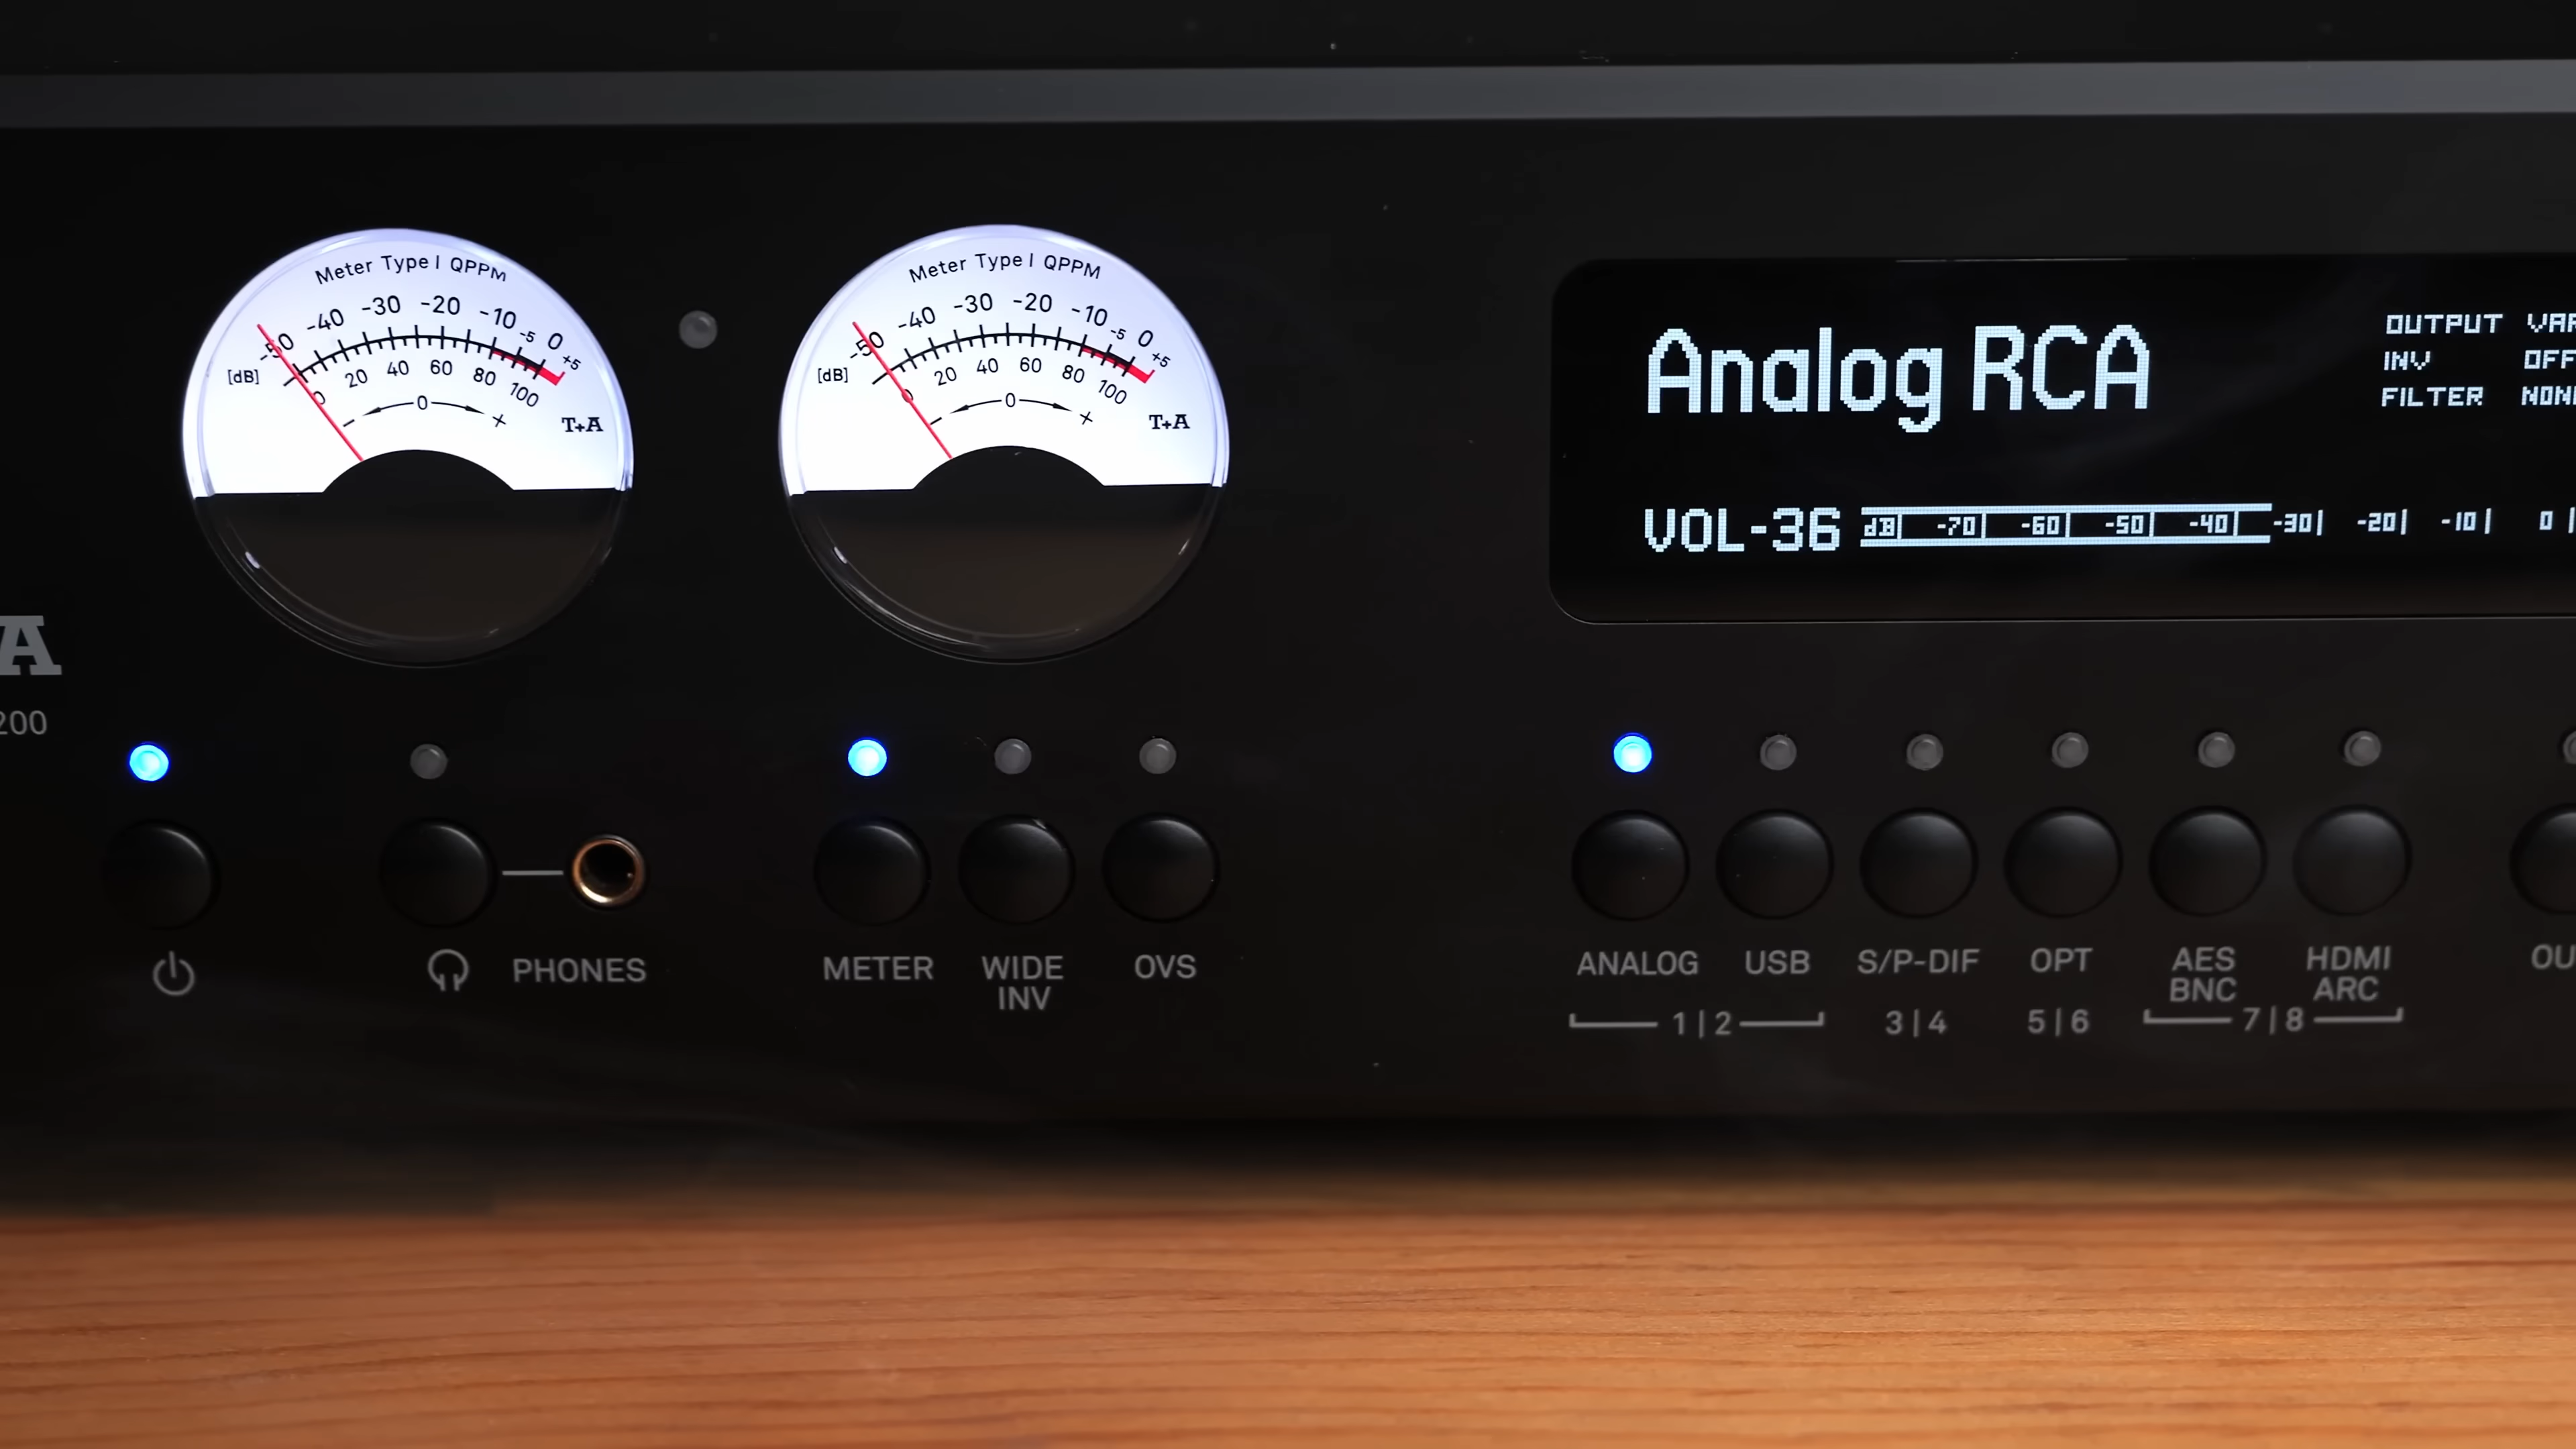 Meter Type I QPPM
-50 -40 -30 -20 -10 -5 0 +5
[dB]
0 20 40 60 80 100
- 0 +
T+A
Meter Type I QPPM
-50 -40 -30 -20 -10 -5 0 +5
[dB]
0 20 40 60 80 100
- 0 +
T+A
Analog RCA
OUTPUT VAR
INV OFF
FILTER NON
VOL-36 dB| -70| -60| -50| -40| -30| -20| -10| 0|
A
200
PHONES
METER
WIDE
INV
OVS
ANALOG
USB
S/P-DIF
OPT
AES
BNC
HDMI
ARC
OU
1|2
3|4
5|6
7|8